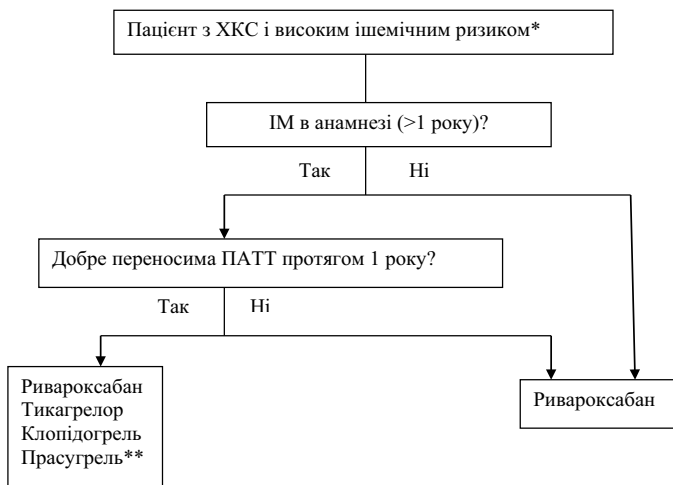 Пацієнт з ХКС і високим ішемічним ризиком*
ІМ в анамнезі (>1 року)?
Так Ні
Добре переносима ПАТТ протягом 1 року?
Так Ні
Ривароксабан
Тикагрелор
Клопідогрель
Прасугрель**
Ривароксабан